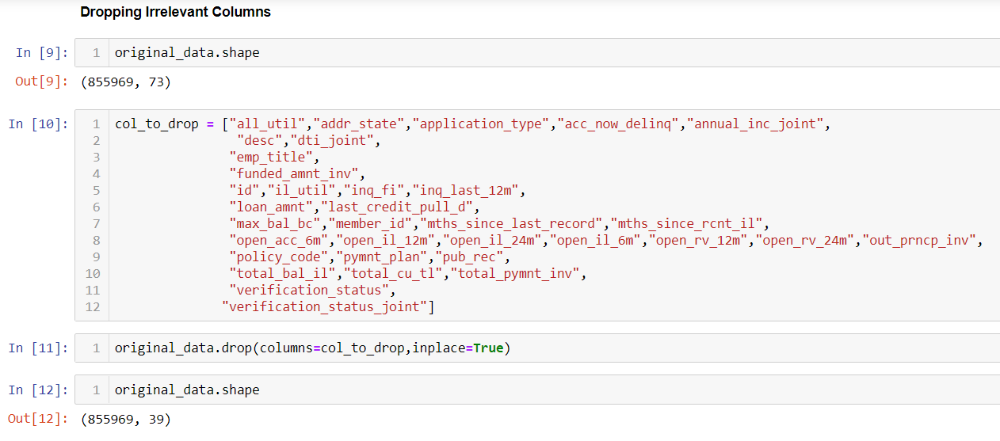 Dropping Irrelevant Columns
In [9]: 1 original_data.shape
Out[9]: (855969, 73)
In [10]: 1 col_to_drop = ["all_util","addr_state","application_type","acc_now_delinq","annual_inc_joint",
2 "desc","dti_joint",
3 "emp_title",
4 "funded_amnt_inv",
5 "id","il_util","inq_fi","inq_last_12m",
6 "loan_amnt","last_credit_pull_d",
7 "max_bal_bc","member_id","mths_since_last_record","mths_since_rcnt_il",
8 "open_acc_6m","open_il_12m","open_il_24m","open_il_6m","open_rv_12m","open_rv_24m","out_prncp_inv",
9 "policy_code","pymnt_plan","pub_rec",
10 "total_bal_il","total_cu_tl","total_pymnt_inv",
11 "verification_status",
12 "verification_status_joint"]
In [11]: 1 original_data.drop(columns=col_to_drop,inplace=True)
In [12]: 1 original_data.shape
Out[12]: (855969, 39)